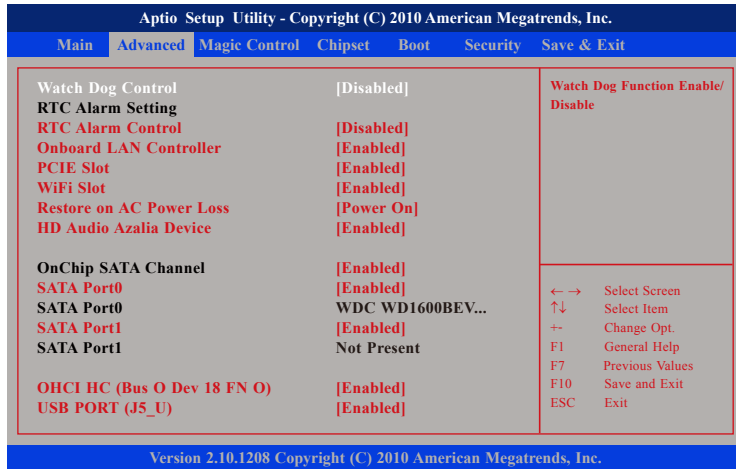 Aptio Setup Utility - Copyright (C) 2010 American Megatrends, Inc.
Main Advanced Magic Control Chipset Boot Security Save & Exit
Watch Dog Control [Disabled]
RTC Alarm Setting
RTC Alarm Control [Disabled]
Onboard LAN Controller [Enabled]
PCIE Slot [Enabled]
WiFi Slot [Enabled]
Restore on AC Power Loss [Power On]
HD Audio Azalia Device [Enabled]
OnChip SATA Channel [Enabled]
SATA Port0 [Enabled]
SATA Port0 WDC WD1600BEV...
SATA Port1 [Enabled]
SATA Port1 Not Present
OHCI HC (Bus O Dev 18 FN O) [Enabled]
USB PORT (J5_U) [Enabled]
Watch Dog Function Enable/
Disable
←→ Select Screen
↑↓ Select Item
+- Change Opt.
F1 General Help
F7 Previous Values
F10 Save and Exit
ESC Exit
Version 2.10.1208 Copyright (C) 2010 American Megatrends, Inc.